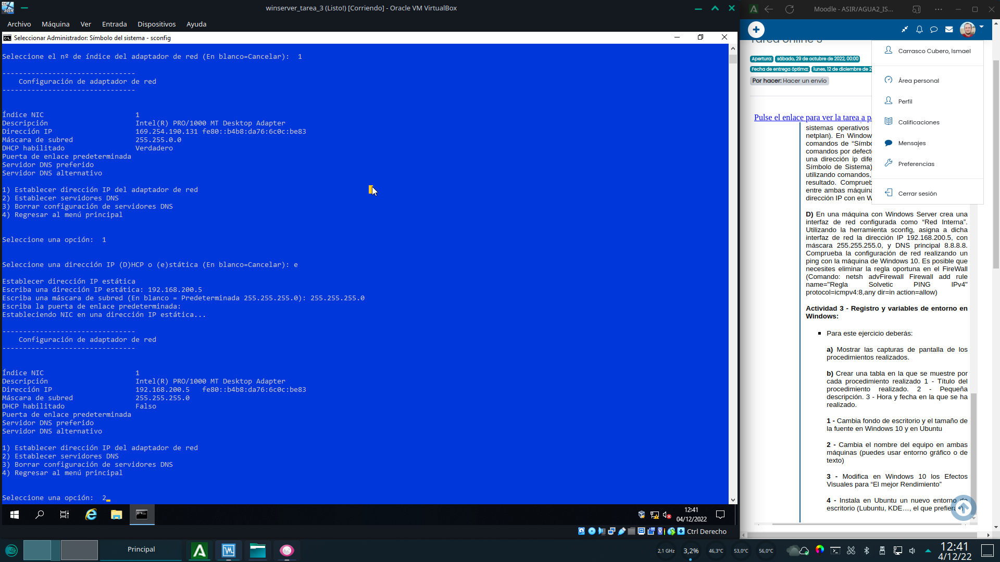 winserver_tarea_3 (Listo!) [Corriendo] - Oracle VM VirtualBox
Archivo Máquina Ver Entrada Dispositivos Ayuda
Seleccionar Administrador: Símbolo del sistema - sconfig
Seleccione el nº de índice del adaptador de red (En blanco=Cancelar):  1
--------------------------------
    Configuración de adaptador de red
--------------------------------
Índice NIC                      1
Descripción                     Intel(R) PRO/1000 MT Desktop Adapter
Dirección IP                    169.254.190.131 fe80::b4b8:da76:6c0c:be83
Máscara de subred               255.255.0.0
DHCP habilitado                 Verdadero
Puerta de enlace predeterminada
Servidor DNS preferido
Servidor DNS alternativo
1) Establecer dirección IP del adaptador de red
2) Establecer servidores DNS
3) Borrar configuración de servidores DNS
4) Regresar al menú principal
Seleccione una opción:  1
Seleccione una dirección IP (D)HCP o (e)stática (En blanco=Cancelar): e
Establecer dirección IP estática
Escriba una dirección IP estática: 192.168.200.5
Escriba una máscara de subred (En blanco = Predeterminada 255.255.255.0): 255.255.255.0
Escriba la puerta de enlace predeterminada:
Estableciendo NIC en una dirección IP estática...
--------------------------------
    Configuración de adaptador de red
--------------------------------
Índice NIC                      1
Descripción                     Intel(R) PRO/1000 MT Desktop Adapter
Dirección IP                    192.168.200.5   fe80::b4b8:da76:6c0c:be83
Máscara de subred               255.255.255.0
DHCP habilitado                 Falso
Puerta de enlace predeterminada
Servidor DNS preferido
Servidor DNS alternativo
1) Establecer dirección IP del adaptador de red
2) Establecer servidores DNS
3) Borrar configuración de servidores DNS
4) Regresar al menú principal
Seleccione una opción:  2
12:41
04/12/2022
Ctrl Derecho
Moodle - ASIR/AGUA2_IS...
Tarea online 3
Apertura: sábado, 29 de octubre de 2022, 00:00
Fecha de entrega óptima: lunes, 12 de diciembre de 2
Por hacer: Hacer un envío
Carrasco Cubero, Ismael
Área personal
Perfil
Calificaciones
Mensajes
Preferencias
Cerrar sesión
Pulse el enlace para ver la tarea a p
sistemas operativos
netplan). En Window
comandos de “Símbo
comandos por defect
una dirección ip dife
Símbolo de Sistema)
utilizando comandos,
resultado. Comprueb
entre ambas máquina
dirección IP con en W
D) En una máquina con Windows Server crea una
interfaz de red configurada como “Red Interna”.
Utilizando la herramienta sconfig, asigna a dicha
interfaz de red la dirección IP 192.168.200.5, con
máscara 255.255.255.0, y DNS principal 8.8.8.8.
Comprueba la configuración de red realizando un
ping con la máquina de Windows 10. Es posible que
necesites eliminar la regla oportuna en el FireWall
(Comando: netsh advFirewall Firewall add rule
name="Regla Solvetic PING IPv4"
protocol=icmpv4:8,any dir=in action=allow)
Actividad 3 - Registro y variables de entorno en
Windows:
Para este ejercicio deberás:
a) Mostrar las capturas de pantalla de los
procedimientos realizados.
b) Crear una tabla en la que se muestre por
cada procedimiento realizado 1 - Título del
procedimiento realizado. 2 - Pequeña
descripción. 3 - Hora y fecha en la que se ha
realizado.
1 - Cambia fondo de escritorio y el tamaño de
la fuente en Windows 10 y en Ubuntu
2 - Cambia el nombre del equipo en ambas
máquinas (puedes usar entorno gráfico o de
texto)
3 - Modifica en Windows 10 los Efectos
Visuales para “El mejor Rendimiento”
4 - Instala en Ubuntu un nuevo entorno de
escritorio (Lubuntu, KDE…, el que prefieras)
Principal
2,1 GHz 3,2% 46,3°C 53,0°C 56,0°C
12:41
4/12/22